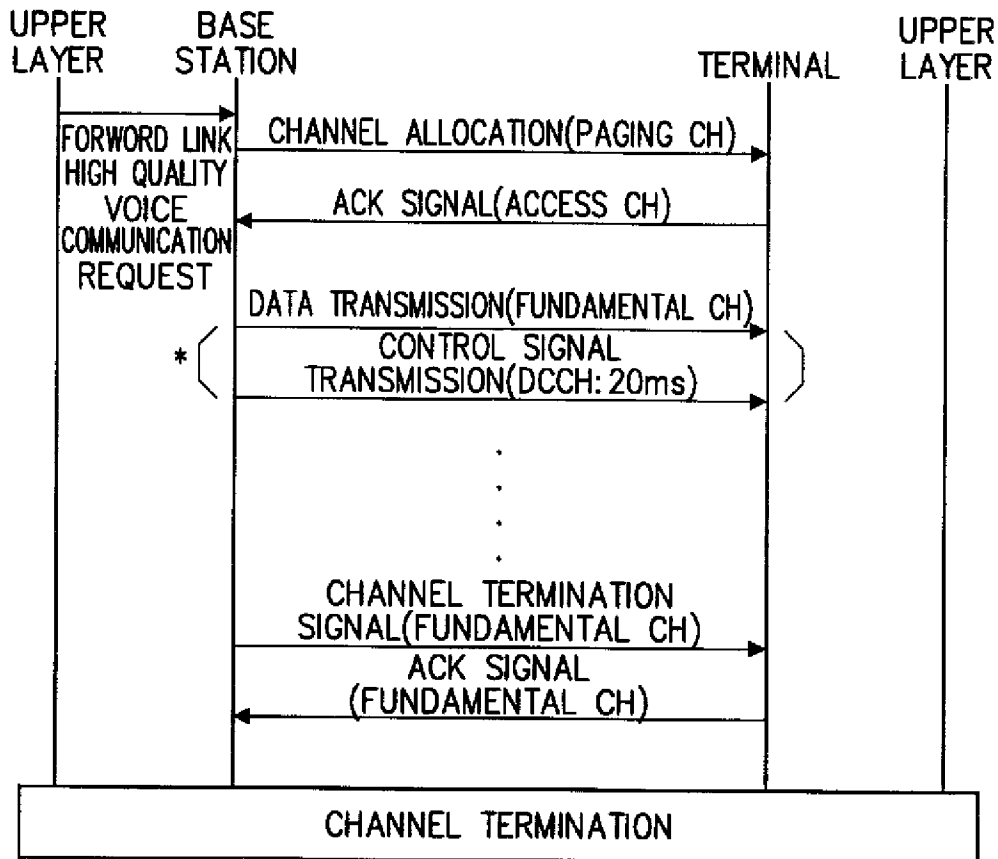 UPPER
LAYER
BASE
STATION
TERMINAL
UPPER
LAYER
FORWORD LINK
HIGH QUALITY
VOICE
COMMUNICATION
REQUEST
CHANNEL ALLOCATION(PAGING CH)
ACK SIGNAL(ACCESS CH)
DATA TRANSMISSION(FUNDAMENTAL CH)
*
CONTROL SIGNAL
TRANSMISSION(DCCH:20ms)
CHANNEL TERMINATION
SIGNAL(FUNDAMENTAL CH)
ACK SIGNAL
(FUNDAMENTAL CH)
CHANNEL TERMINATION